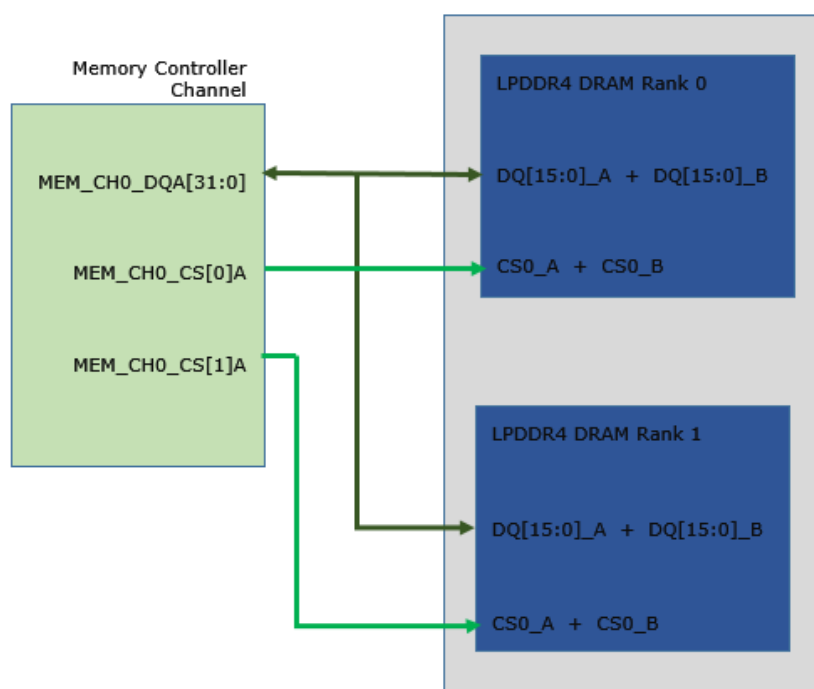 Memory Controller
Channel
MEM_CH0_DQA[31:0]
MEM_CH0_CS[0]A
MEM_CH0_CS[1]A
LPDDR4 DRAM Rank 0
DQ[15:0]_A + DQ[15:0]_B
CS0_A + CS0_B
LPDDR4 DRAM Rank 1
DQ[15:0]_A + DQ[15:0]_B
CS0_A + CS0_B